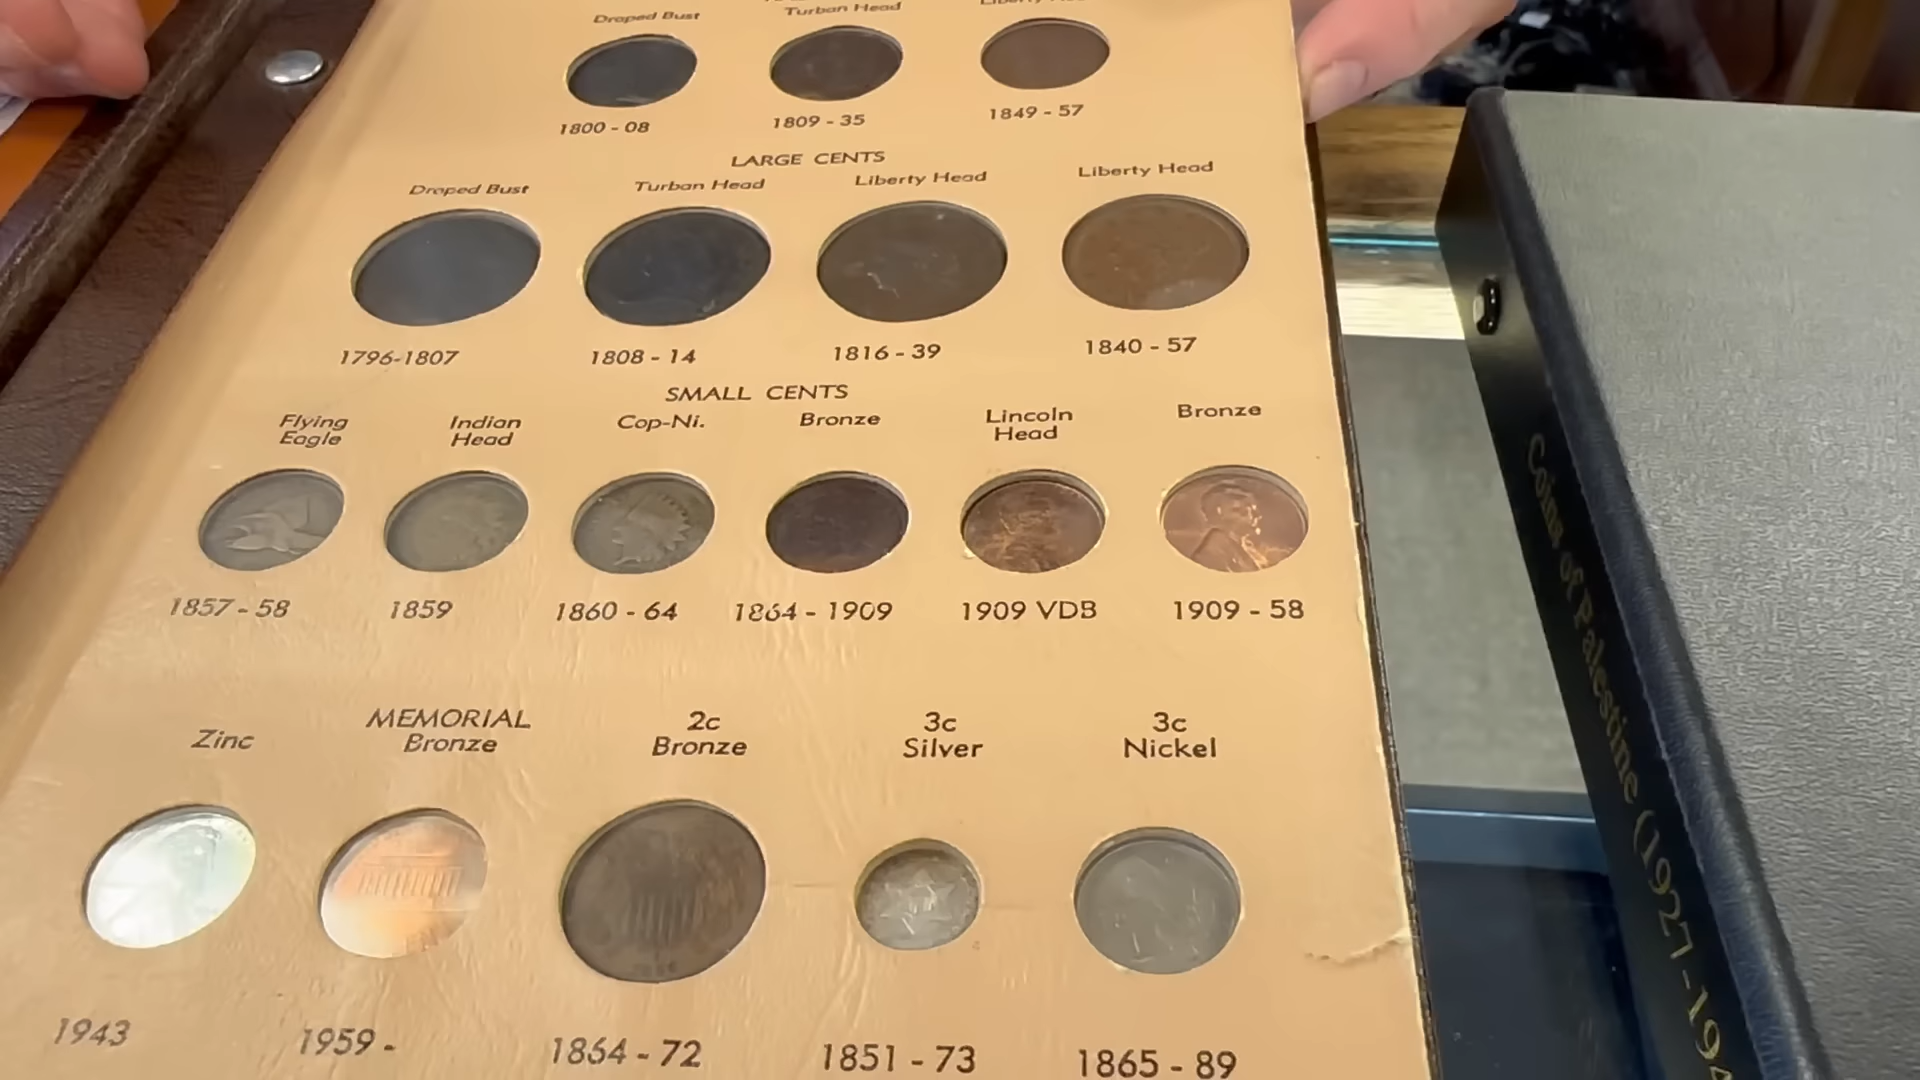 Draped Bust
Turban Head
1800 - 08
1809 - 35
1849 - 57
LARGE CENTS
Draped Bust
Turban Head
Liberty Head
Liberty Head
1796-1807
1808 - 14
1816 - 39
1840 - 57
SMALL CENTS
Flying
Eagle
Indian
Head
Cop-Ni.
Bronze
Lincoln
Head
Bronze
1857 - 58
1859
1860 - 64
1864 - 1909
1909 VDB
1909 - 58
Zinc
MEMORIAL
Bronze
2c
Bronze
3c
Silver
3c
Nickel
1943
1959 -
1864 - 72
1851 - 73
1865 - 89
Coins of Palestine (1927-194